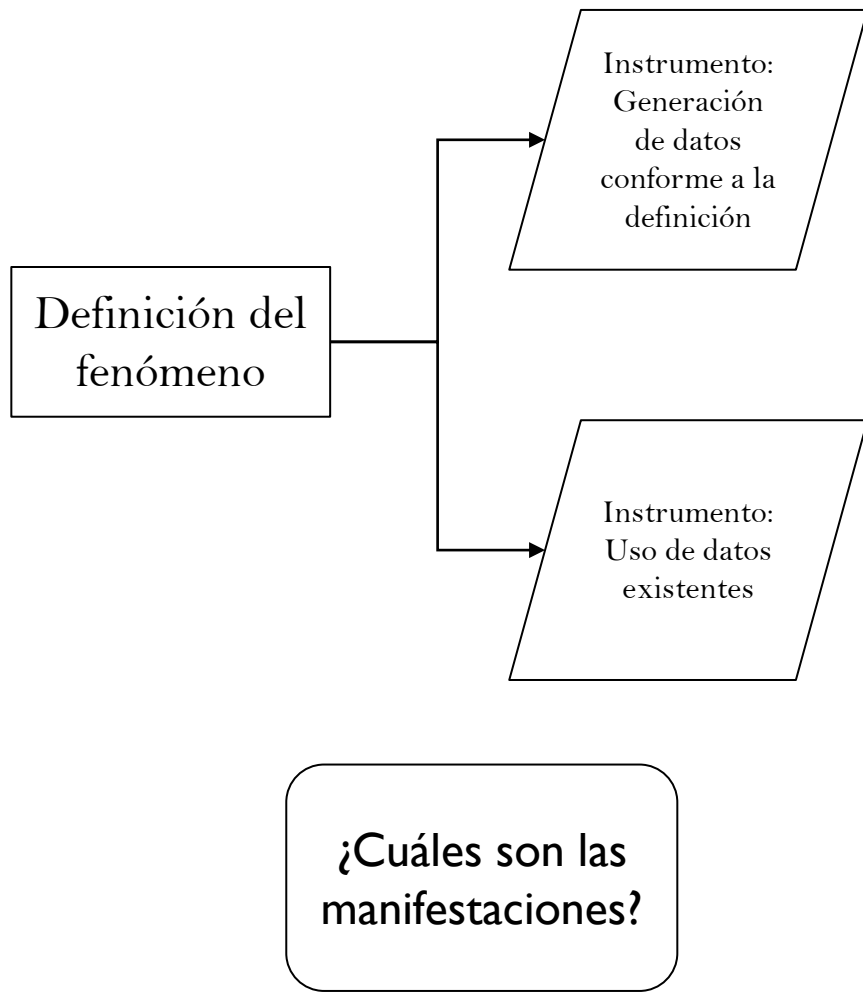 Definición del
fenómeno
Instrumento:
Generación
de datos
conforme a la
definición
Instrumento:
Uso de datos
existentes
¿Cuáles son las
manifestaciones?